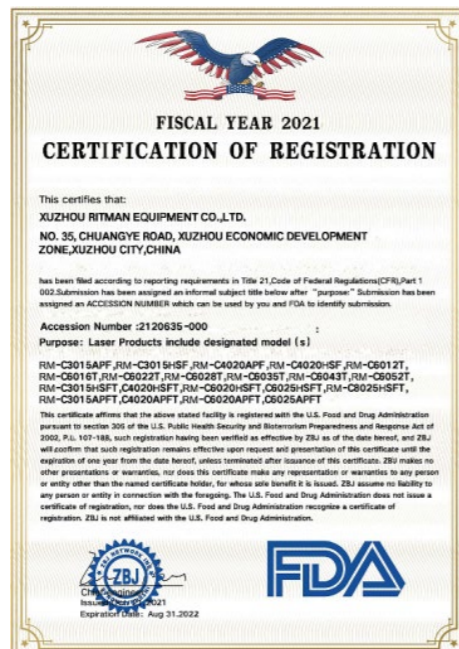 FISCAL YEAR 2021
CERTIFICATION OF REGISTRATION
This certifies that:
XUZHOU RITMAN EQUIPMENT CO.,LTD.
NO. 35, CHUANGYE ROAD, XUZHOU ECONOMIC DEVELOPMENT
ZONE,XUZHOU CITY,CHINA
has been filed according to reporting requirements in Title 21,Code of Federal Regulations(CFR),Part 1
002.Submission has been assigned an informal subject title below after "purpose:" Submission has been
assigned an ACCESSION NUMBER which can be used by you and FDA to identify submission.
Accession Number :2120635-000 :
Purpose: Laser Products include designated model (s)
RM-C3015APF,RM-C3015HSF,RM-C4020APF,RM-C4020HSF,RM-C6012T,
RM-C6016T,RM-C6022T,RM-C6028T,RM-C6035T,RM-C6043T,RM-C6052T,
RM-C3015HSFT,C4020HSFT,RM-C6020HSFT,C6025HSFT,RM-C8025HSFT,
RM-C3015APFT,C4020APFT,RM-C6020APFT,C6025APFT
This certificate affirms that the above stated facility is registered with the U.S. Food and Drug Administration
pursuant to section 305 of the U.S. Public Health Security and Bioterrorism Preparedness and Response Act of
2002, P.L. 107-188, such registration having been verified as effective by ZBJ as of the date hereof, and ZBJ
will confirm that such registration remains effective upon request and presentation of this certificate until the
expiration of one year from the date hereof, unless terminated after issuance of this certificate. ZBJ makes no
other presentations or warranties, nor does this certificate make any representation or warranties to any person
or entity other than the named certificate holder, for whose sole benefit it is issued. ZBJ assume no liability to
any person or entity in connection with the foregoing. The U.S. Food and Drug Administration does not issue a
certificate of registration, nor does the U.S. Food and Drug Administration recognize a certificate of
registration. ZBJ is not affiliated with the U.S. Food and Drug Administration.
ZBJ NETWORK INC
ZBJ
FDA
2021
Expiration Date: Aug 31.2022